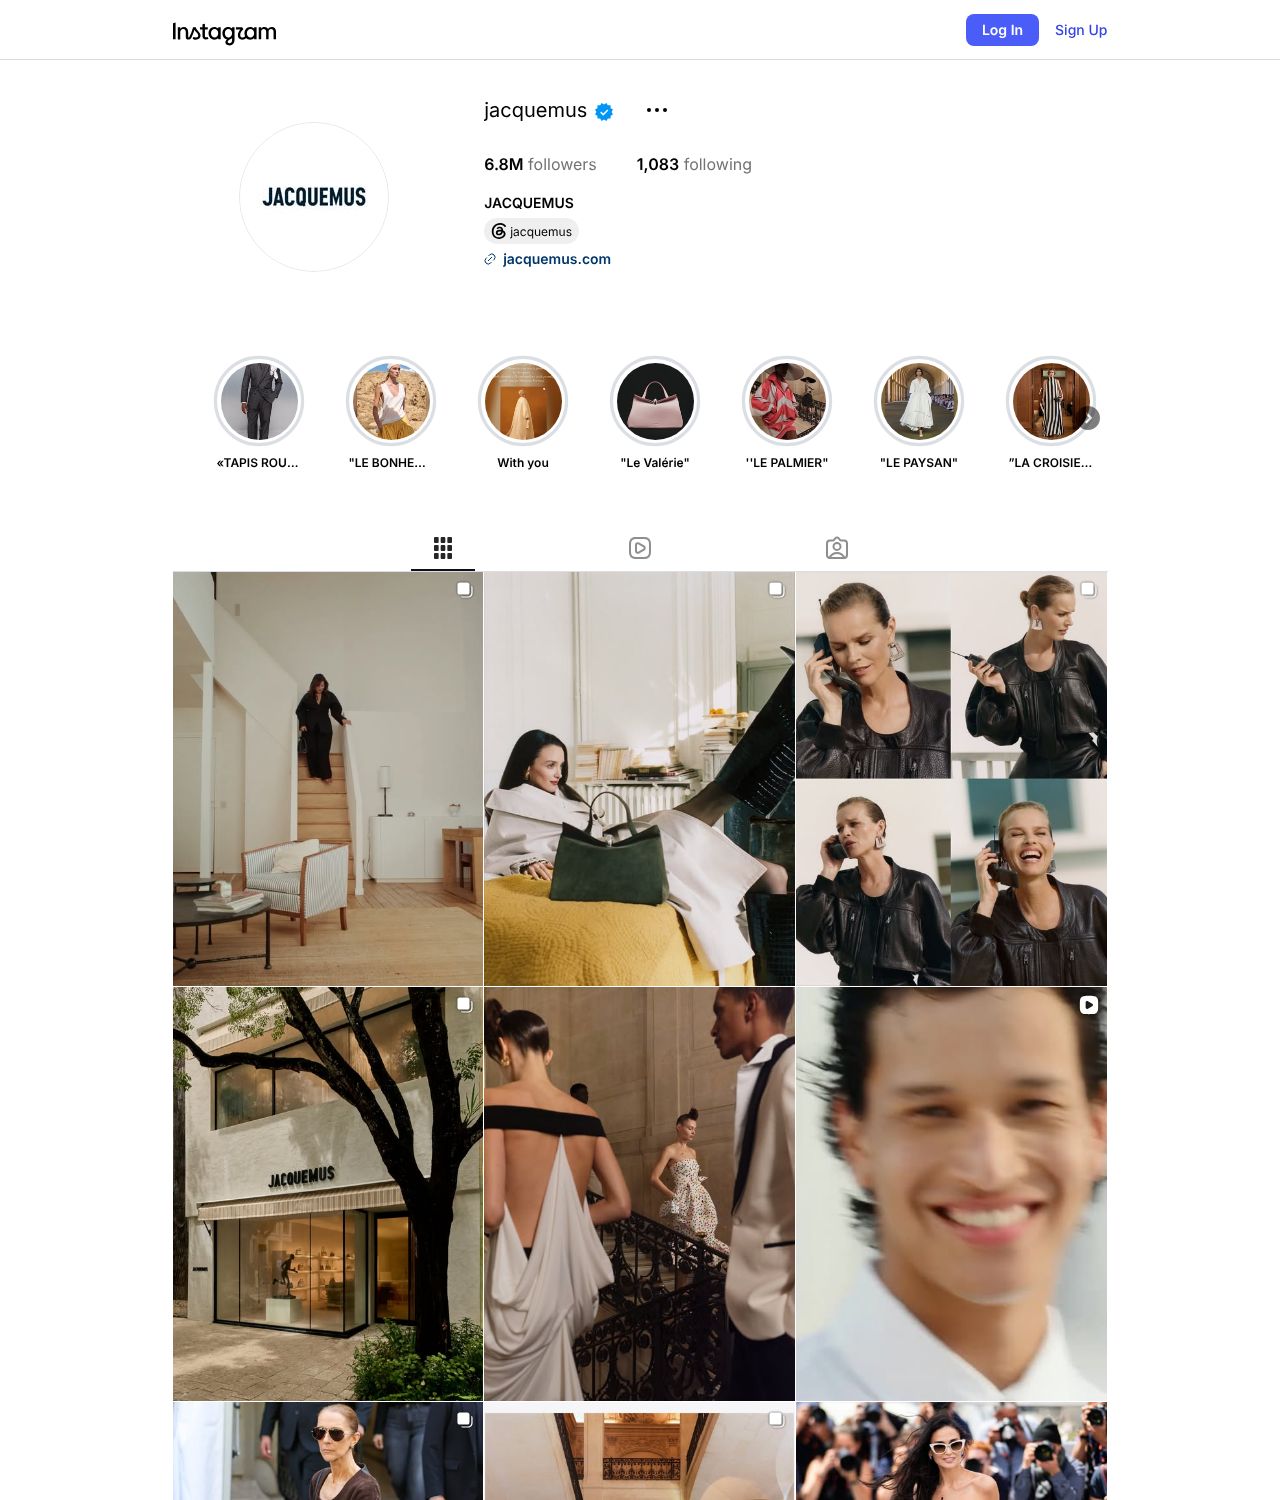 Instagram
Log In
Sign Up
jacquemus
6.8M followers 1,083 following
JACQUEMUS
JACQUEMUS
jacquemus
jacquemus.com
«TAPIS ROU...
"LE BONHE...
With you
"Le Valérie"
''LE PALMIER"
"LE PAYSAN"
"LA CROISIE...
JACQUEMUS